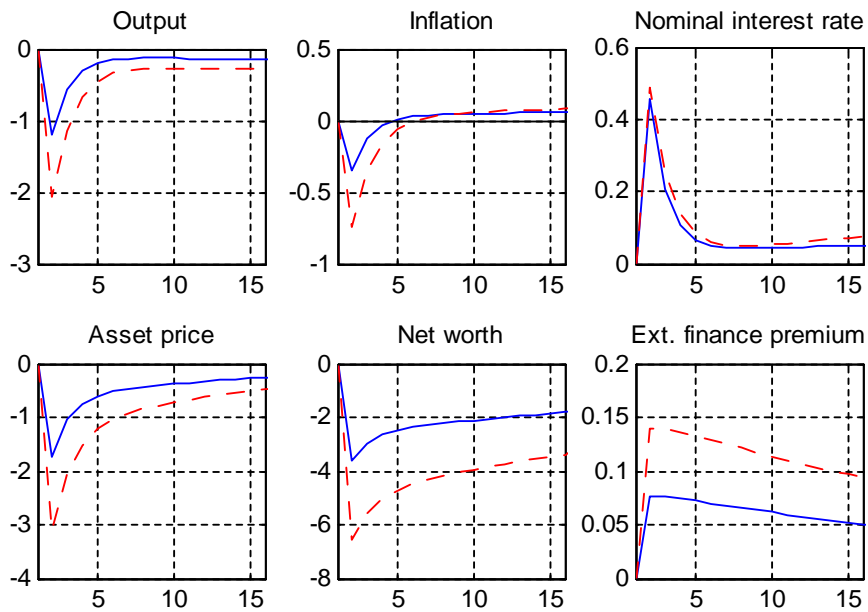 Output
0
-1
-2
-3
5 10 15
Inflation
0.5
0
-0.5
-1
5 10 15
Nominal interest rate
0.6
0.4
0.2
0
5 10 15
Asset price
0
-1
-2
-3
-4
5 10 15
Net worth
0
-2
-4
-6
-8
5 10 15
Ext. finance premium
0.2
0.15
0.1
0.05
0
5 10 15